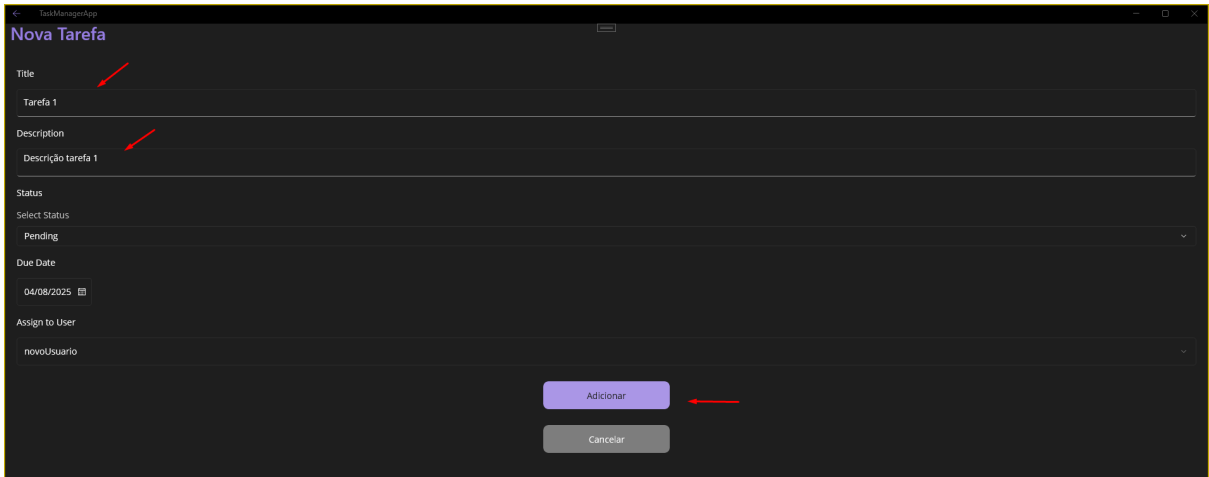 TaskManagerApp
Nova Tarefa
Title
Tarefa 1
Description
Descrição tarefa 1
Status
Select Status
Pending
Due Date
04/08/2025
Assign to User
novoUsuario
Adicionar
Cancelar